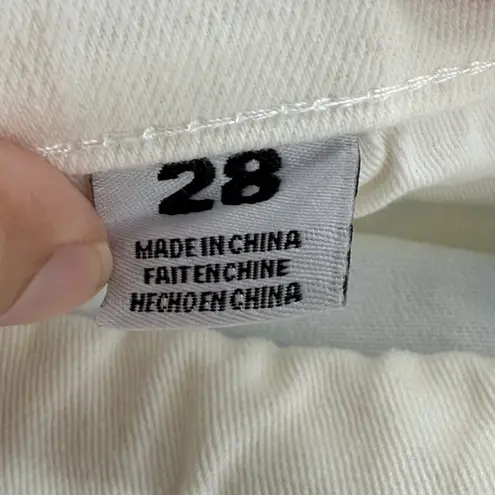 28
MADE IN CHINA
FAIT EN CHINE
HECHO EN CHINA